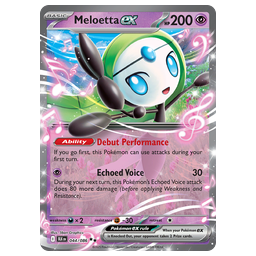 BASIC
Meloetta ex HP 200
Ability Debut Performance
If you go first, this Pokémon can use attacks during your
first turn.
Echoed Voice 30
During your next turn, this Pokémon's Echoed Voice attack
does 80 more damage (before applying Weakness and
Resistance).
weakness ×2 resistance -30 retreat
Pokémon ex rule
When your Pokémon ex
is Knocked Out, your opponent takes 2 Prize cards.
044/086